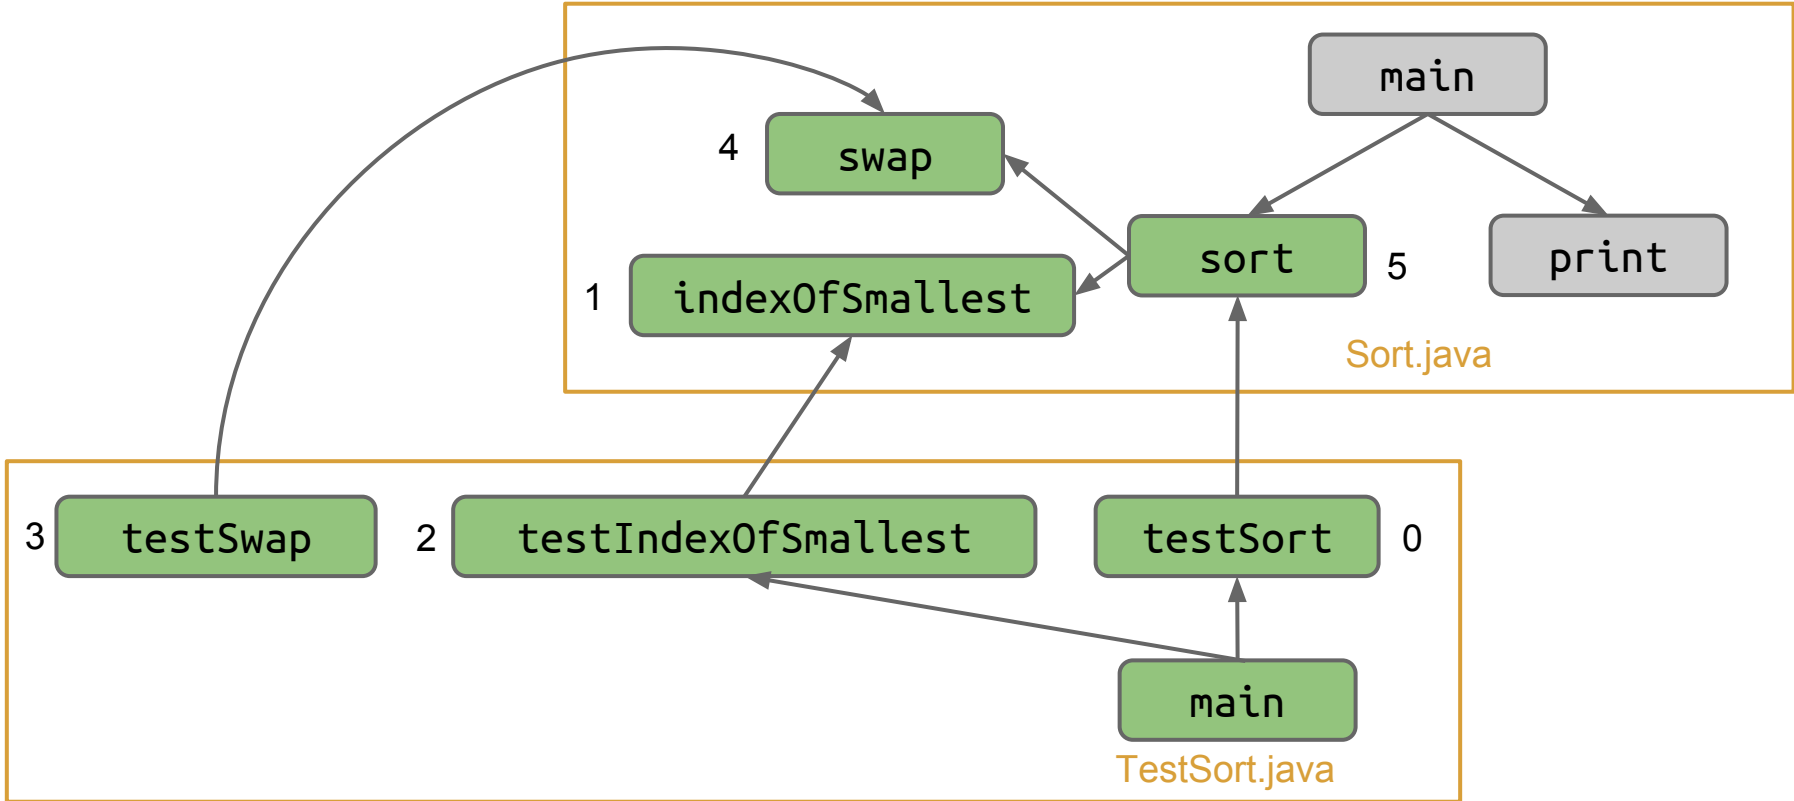 main
4
swap
sort
5
print
1
indexOfSmallest
Sort.java
3
testSwap
2
testIndexOfSmallest
testSort
0
main
TestSort.java